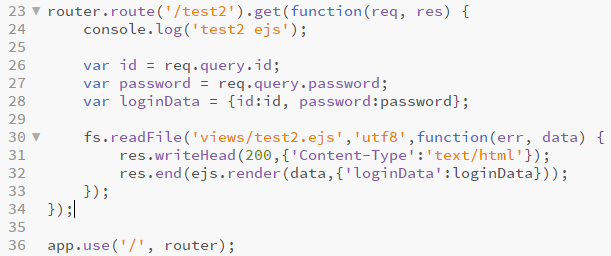 23 ▼ router.route('/test2').get(function(req, res) {
24 console.log('test2 ejs');
25
26 var id = req.query.id;
27 var password = req.query.password;
28 var loginData = {id:id, password:password};
29
30 ▼ fs.readFile('views/test2.ejs','utf8',function(err, data) {
31 res.writeHead(200,{'Content-Type':'text/html'});
32 res.end(ejs.render(data,{'loginData':loginData}));
33 });
34 });
35
36 app.use('/', router);